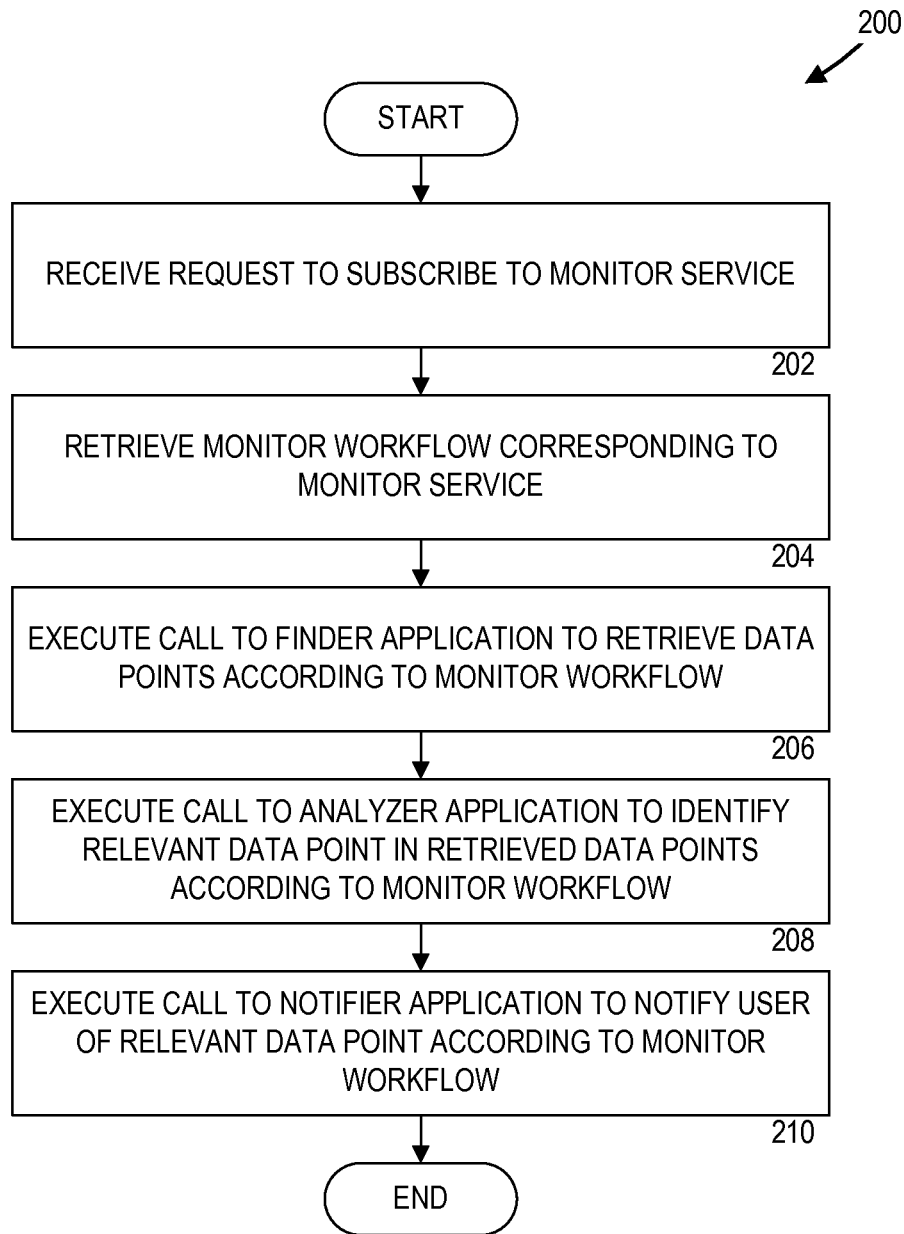 200
START
RECEIVE REQUEST TO SUBSCRIBE TO MONITOR SERVICE
202
RETRIEVE MONITOR WORKFLOW CORRESPONDING TO
MONITOR SERVICE
204
EXECUTE CALL TO FINDER APPLICATION TO RETRIEVE DATA
POINTS ACCORDING TO MONITOR WORKFLOW
206
EXECUTE CALL TO ANALYZER APPLICATION TO IDENTIFY
RELEVANT DATA POINT IN RETRIEVED DATA POINTS
ACCORDING TO MONITOR WORKFLOW
208
EXECUTE CALL TO NOTIFIER APPLICATION TO NOTIFY USER
OF RELEVANT DATA POINT ACCORDING TO MONITOR
WORKFLOW
210
END